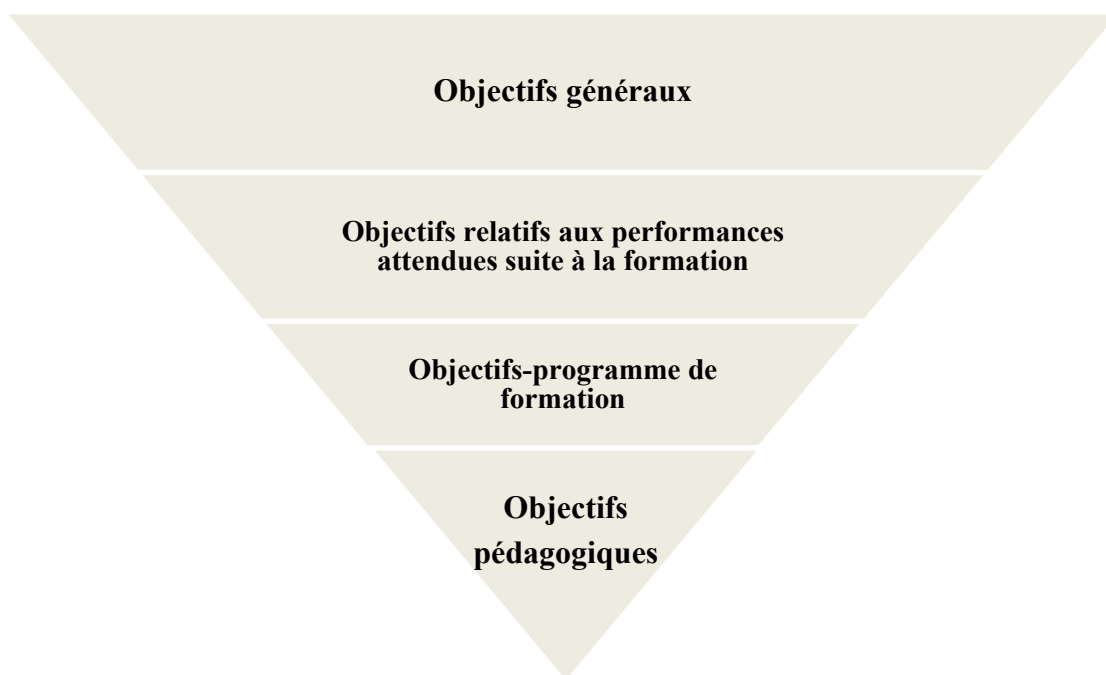 Objectifs généraux
Objectifs relatifs aux performances
attendues suite à la formation
Objectifs-programme de
formation
Objectifs
pédagogiques